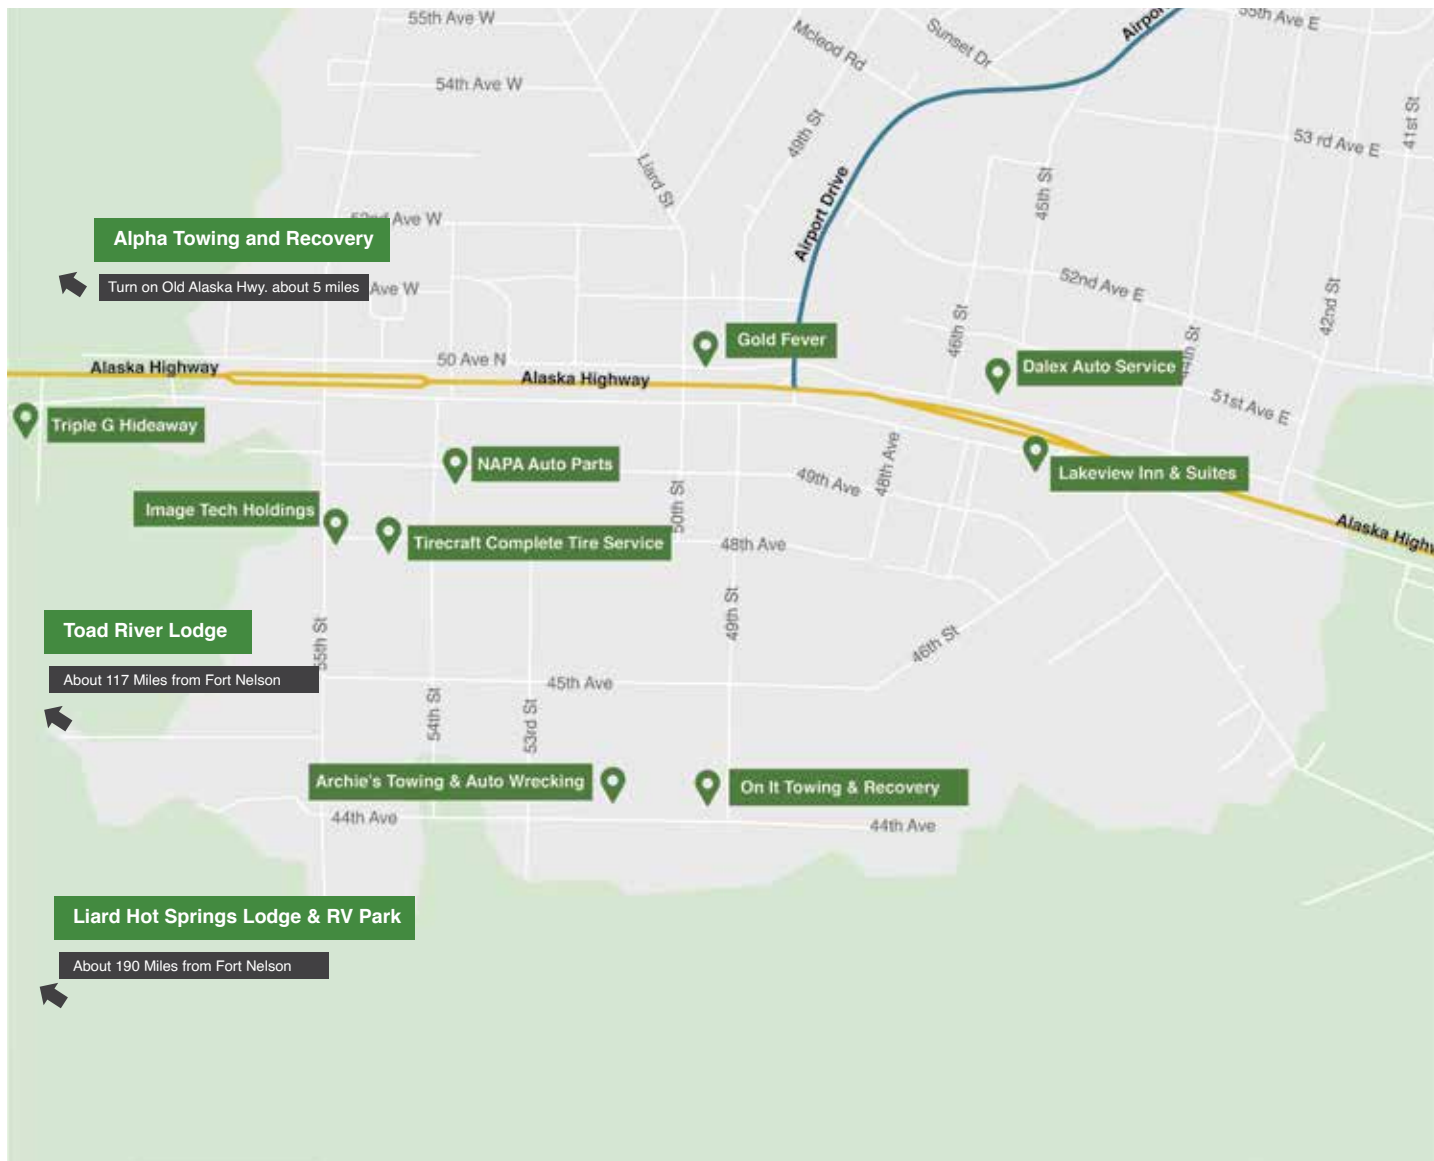 55th Ave W
55th Ave E
Airpor
Sunset Dr
Mcleod Rd
54th Ave W
41st St
49th St
53 rd Ave E
Liard St
45th St
Airport Drive
Ave W
Alpha Towing and Recovery
Turn on Old Alaska Hwy. about 5 miles
Ave W
52nd Ave E
42nd St
46th St
Gold Fever
50 Ave N
Alaska Highway
Alaska Highway
Dalex Auto Service
51st Ave E
Triple G Hideaway
NAPA Auto Parts
49th Ave
48th Ave
Lakeview Inn & Suites
Image Tech Holdings
50th St
Alaska Highw
Tirecraft Complete Tire Service
48th Ave
49th St
Toad River Lodge
55th St
46th St
About 117 Miles from Fort Nelson
45th Ave
54th St
53rd St
Archie's Towing & Auto Wrecking
On It Towing & Recovery
44th Ave
44th Ave
Liard Hot Springs Lodge & RV Park
About 190 Miles from Fort Nelson